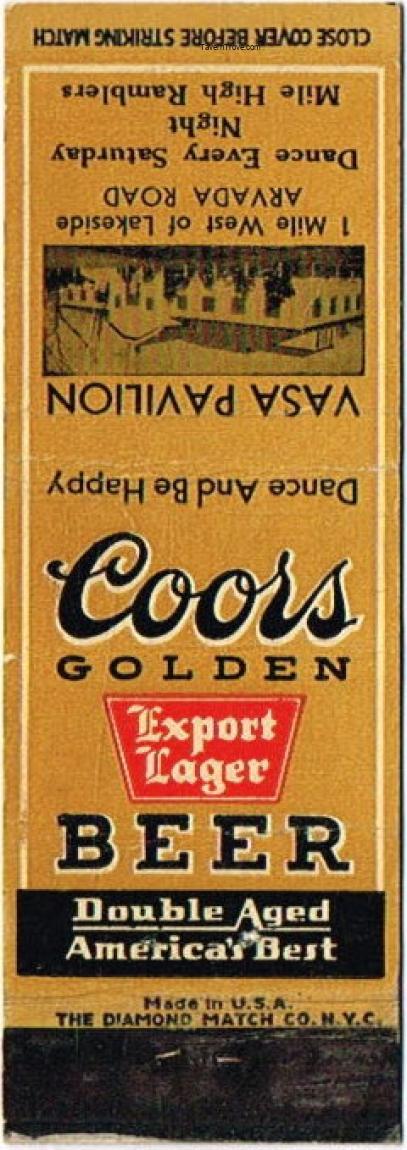 CLOSE COVER BEFORE STRIKING MATCH
taverntrove.com
Dance And Be Happy
VASA PAVILION
1 Mile West of Lakeside
ARVADA ROAD
Dance Every Saturday
Night
Mile High Ramblers
Coors
GOLDEN
Export
Lager
BEER
Double Aged
America's Best
Made in U.S.A.
THE DIAMOND MATCH CO. N.Y.C.